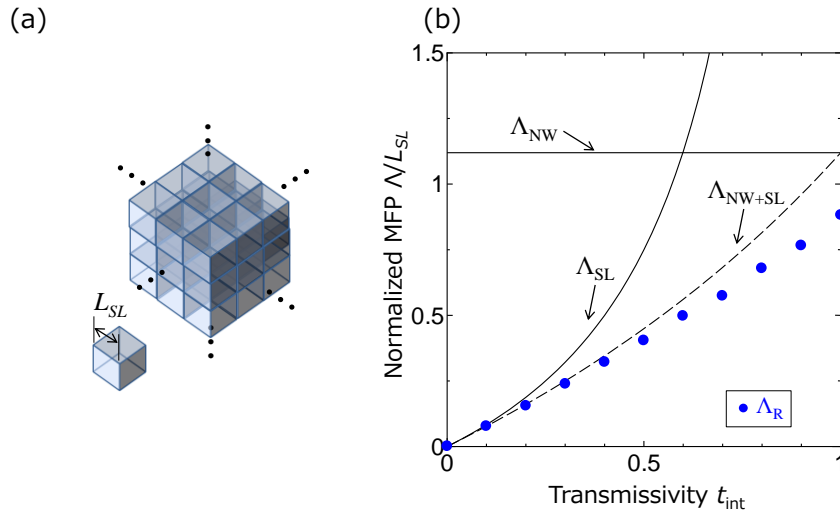 (a)
L_SL
(b)
Normalized MFP Λ/L_SL
1.5
1
0.5
0
0.5
1
Λ_NW
Λ_NW+SL
Λ_SL
Λ_R
Transmissivity t_int